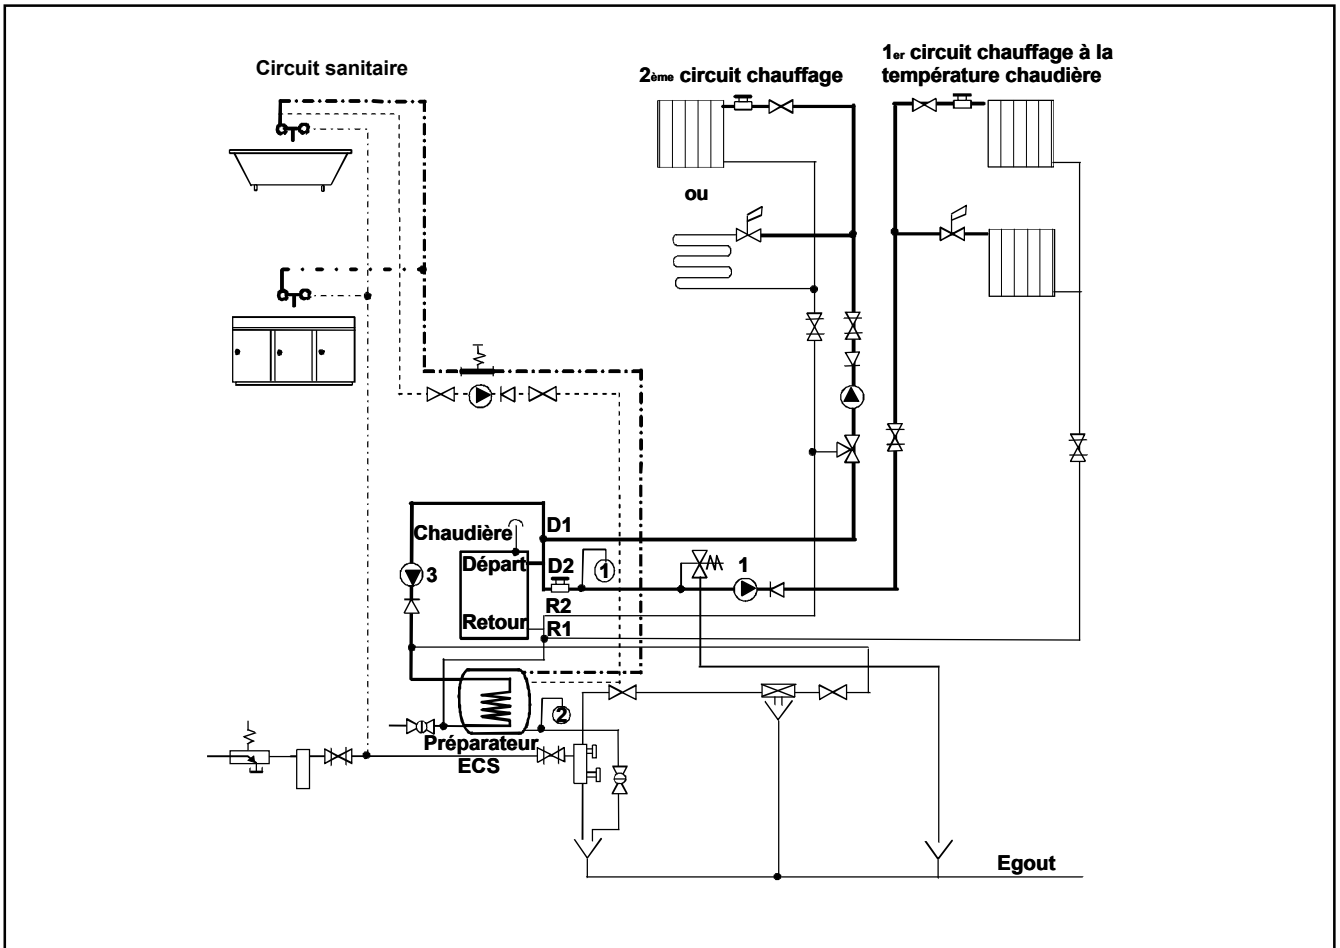 Circuit sanitaire
2ème circuit chauffage
1er circuit chauffage à la
température chaudière
ou
Chaudière
D1
Départ
D2
1
1
3
R2
Retour
R1
2
Préparateur
ECS
Egout